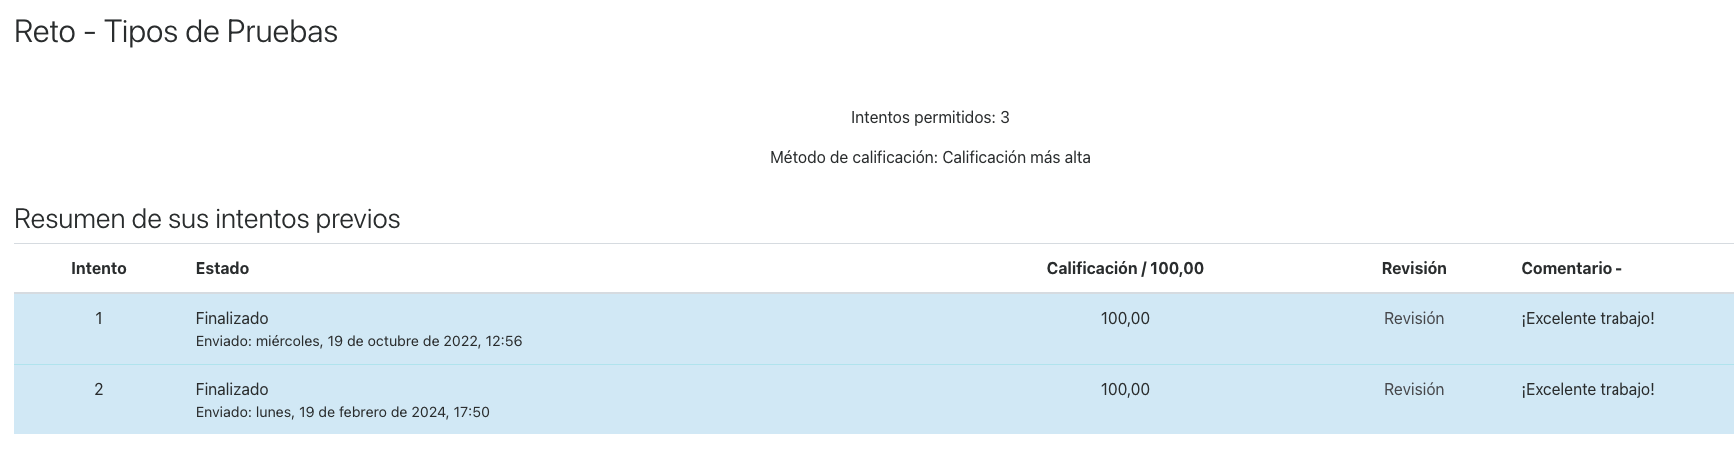 Reto - Tipos de Pruebas
Intentos permitidos: 3
Método de calificación: Calificación más alta
Resumen de sus intentos previos
Intento Estado Calificación / 100,00 Revisión Comentario -
1 Finalizado 100,00 Revisión ¡Excelente trabajo!
Enviado: miércoles, 19 de octubre de 2022, 12:56
2 Finalizado 100,00 Revisión ¡Excelente trabajo!
Enviado: lunes, 19 de febrero de 2024, 17:50